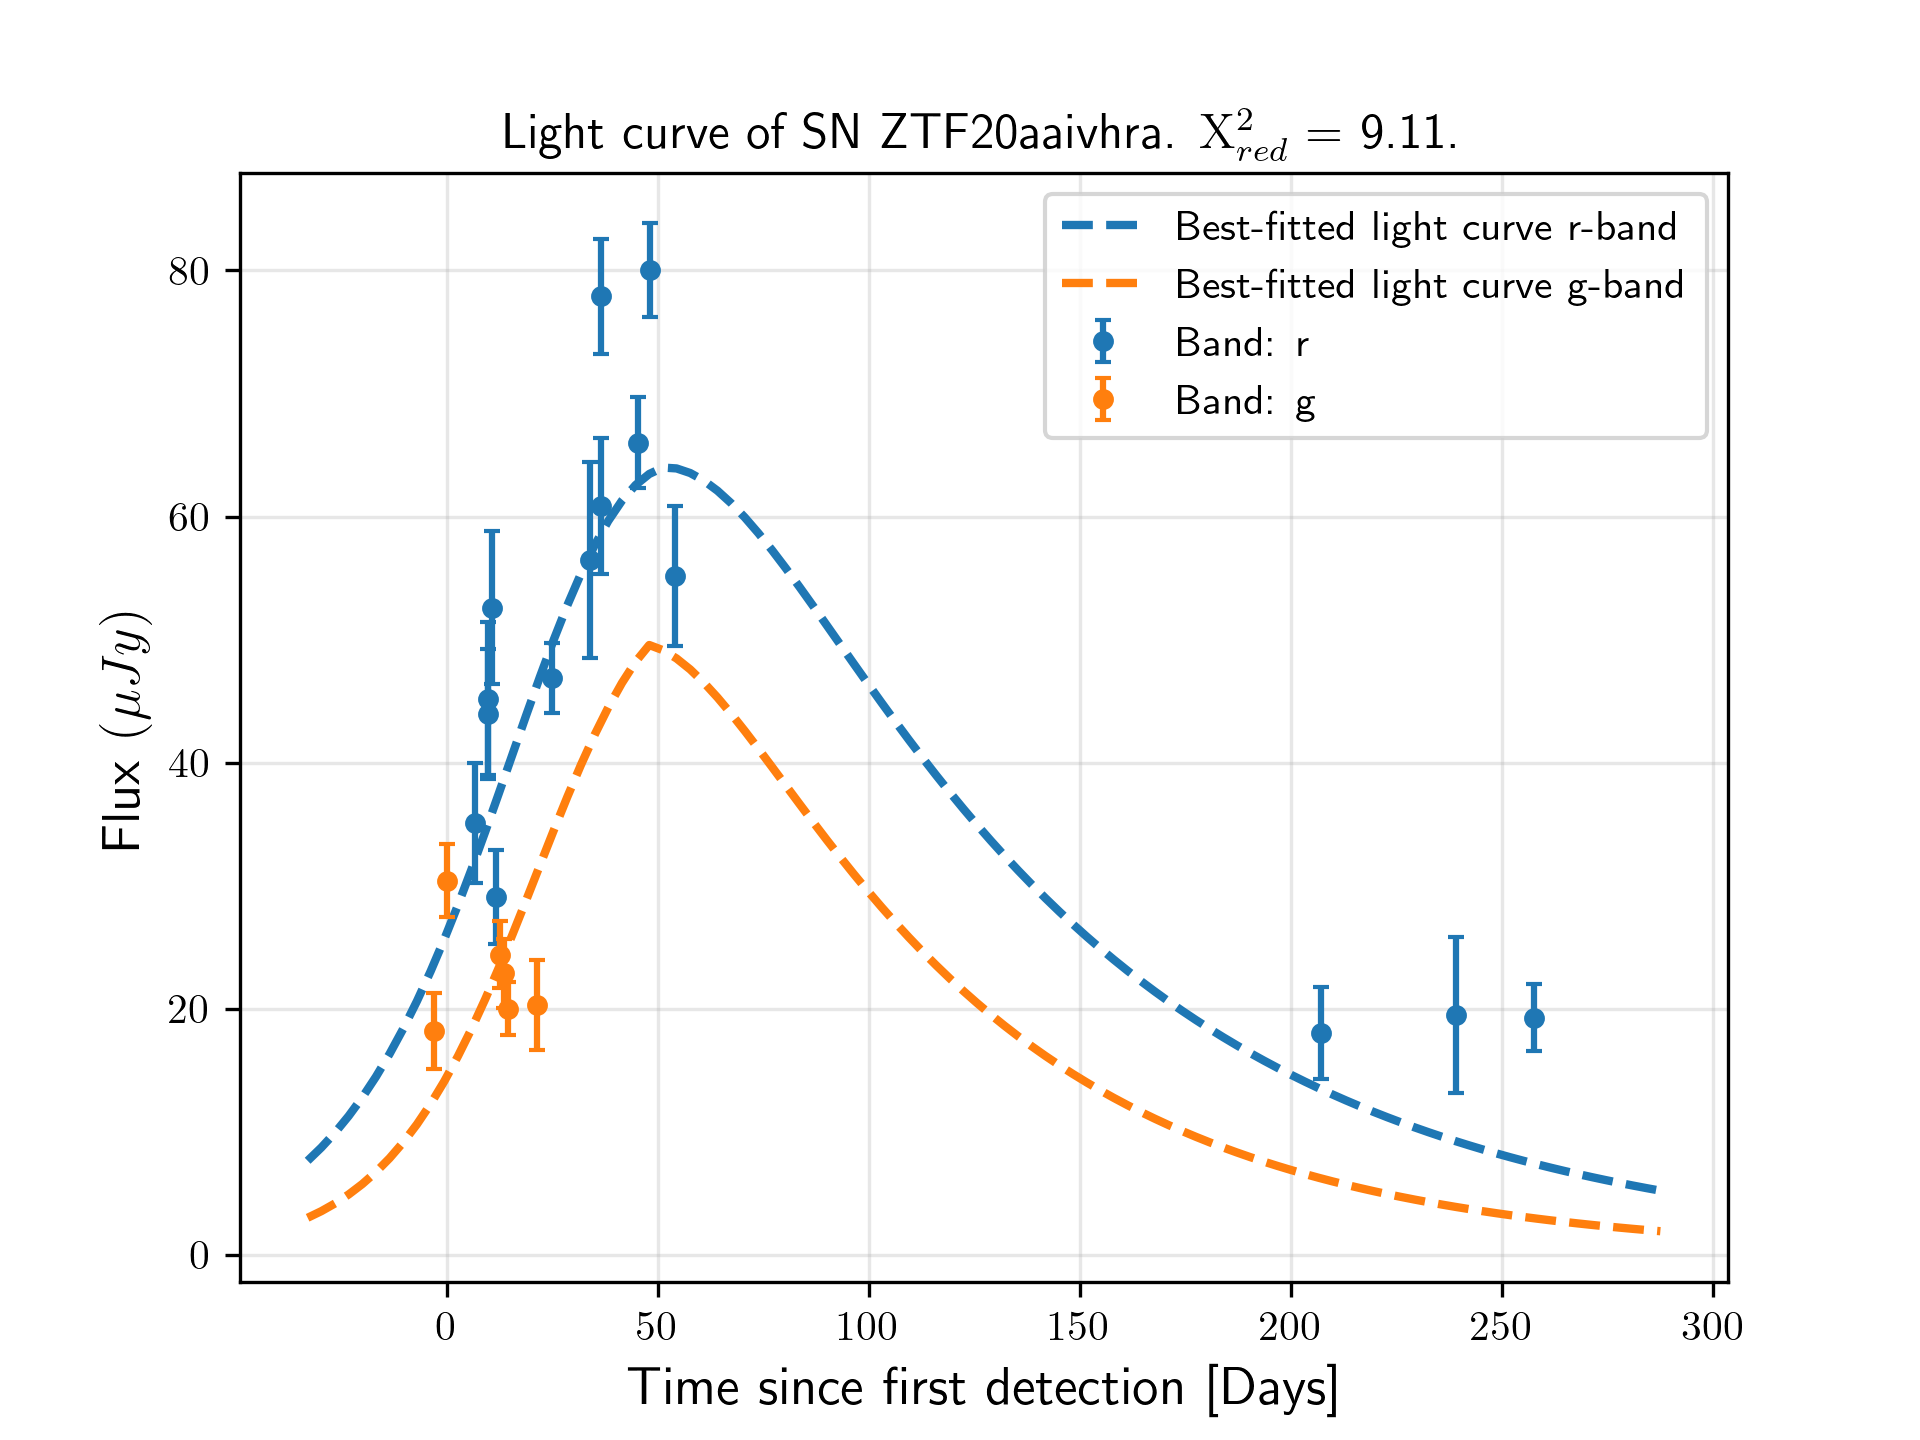 Light curve of SN ZTF20aaivhra. X²_red = 9.11.
Best-fitted light curve r-band
Best-fitted light curve g-band
Band: r
Band: g
Flux (μJy)
80
60
40
20
0
0 50 100 150 200 250 300
Time since first detection [Days]